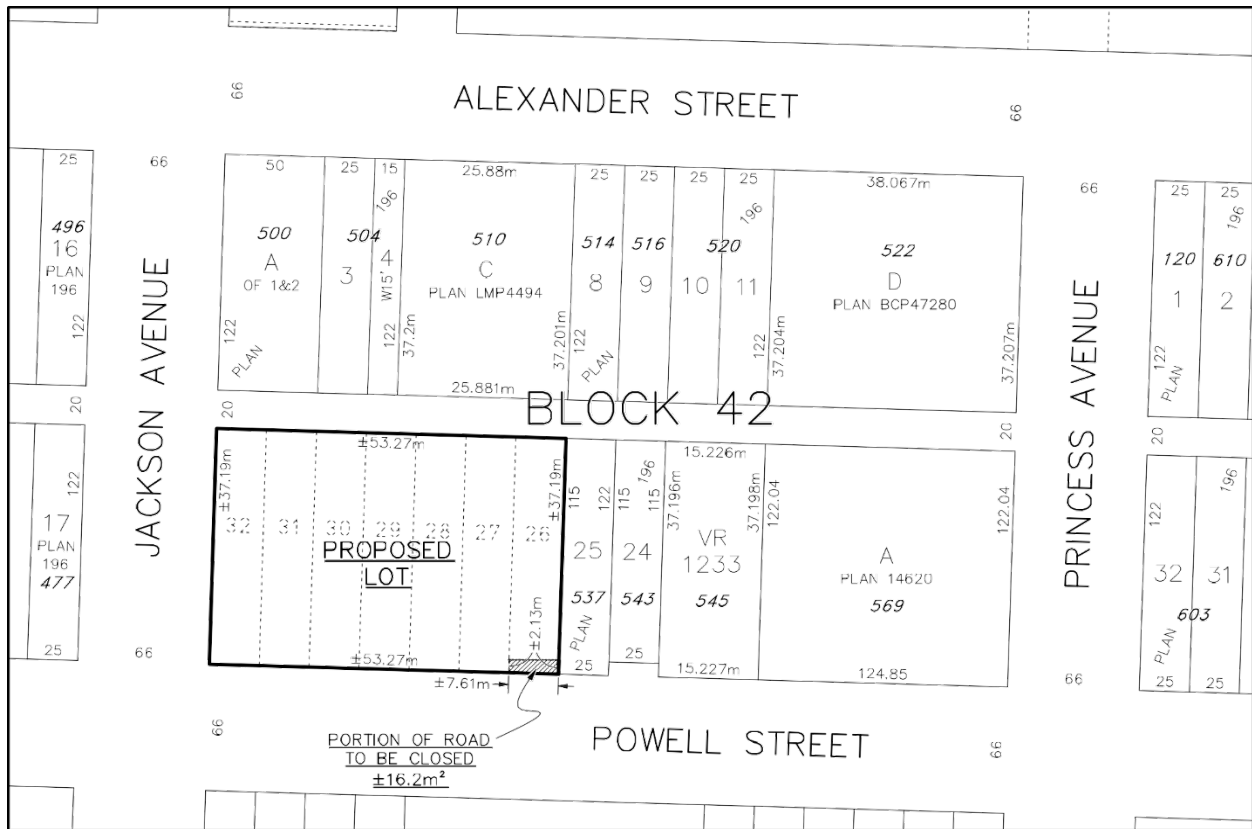 ALEXANDER STREET
66
66
66
66
25
496
16
PLAN
196
122
20
JACKSON AVENUE
50
500
A
OF 1&2
122
PLAN
25
504
3
15
196
4
W15'
122
37.2m
25.88m
510
C
PLAN LMP4494
37.201m
25.881m
25
514
8
122
PLAN
25
516
9
25
520
10
25
196
11
122
37.204m
38.067m
522
D
PLAN BCP47280
37.207m
PRINCESS AVENUE
25
120
1
122
PLAN
25
196
610
2
BLOCK 42
20
20
20
122
17
PLAN
196
477
25
66
±53.27m
±37.19m
±37.19m
32
31
30
29
28
27
26
PROPOSED
LOT
±2.13m
±53.27m
±7.61m
115
122
25
537
PLAN
25
115
196
115
24
543
25
15.226m
37.196m
37.198m
VR
1233
545
15.227m
122.04
122.04
A
PLAN 14620
569
124.85
122
196
32
31
603
PLAN
25
25
66
66
66
PORTION OF ROAD
TO BE CLOSED
±16.2m²
POWELL STREET